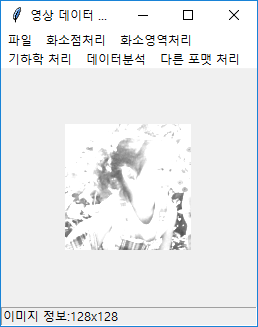 영상 데이터 ...
파일 화소점처리 화소영역처리
기하학 처리 데이터분석 다른 포맷 처리
이미지 정보:128x128